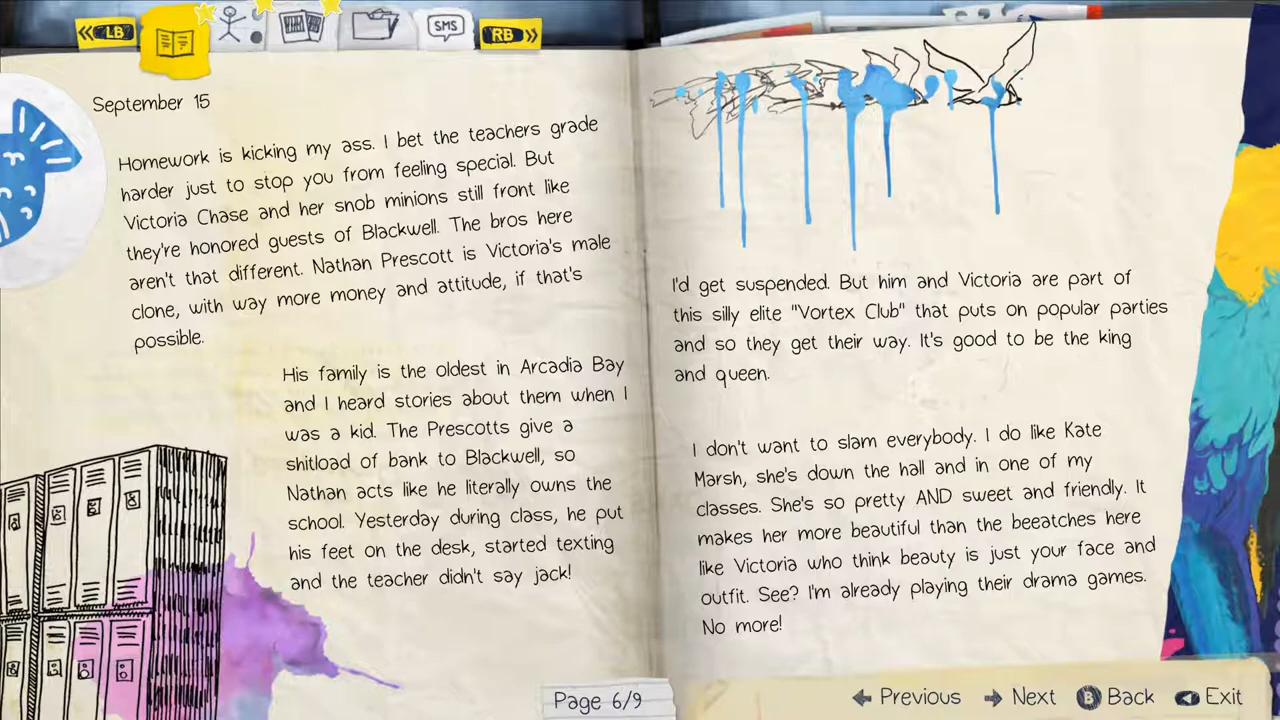 LB
SMS
RB
September 15
Homework is kicking my ass. I bet the teachers grade
harder just to stop you from feeling special. But
Victoria Chase and her snob minions still front like
they're honored guests of Blackwell. The bros here
aren't that different. Nathan Prescott is Victoria's male
clone, with way more money and attitude, if that's
possible.
His family is the oldest in Arcadia Bay
and I heard stories about them when I
was a kid. The Prescotts give a
shitload of bank to Blackwell, so
Nathan acts like he literally owns the
school. Yesterday during class, he put
his feet on the desk, started texting
and the teacher didn't say jack!
I'd get suspended. But him and Victoria are part of
this silly elite "Vortex Club" that puts on popular parties
and so they get their way. It's good to be the king
and queen.
I don't want to slam everybody. I do like Kate
Marsh, she's down the hall and in one of my
classes. She's so pretty AND sweet and friendly. It
makes her more beautiful than the beeatches here
like Victoria who think beauty is just your face and
outfit. See? I'm already playing their drama games.
No more!
Page 6/9
Previous
Next
B Back
Exit